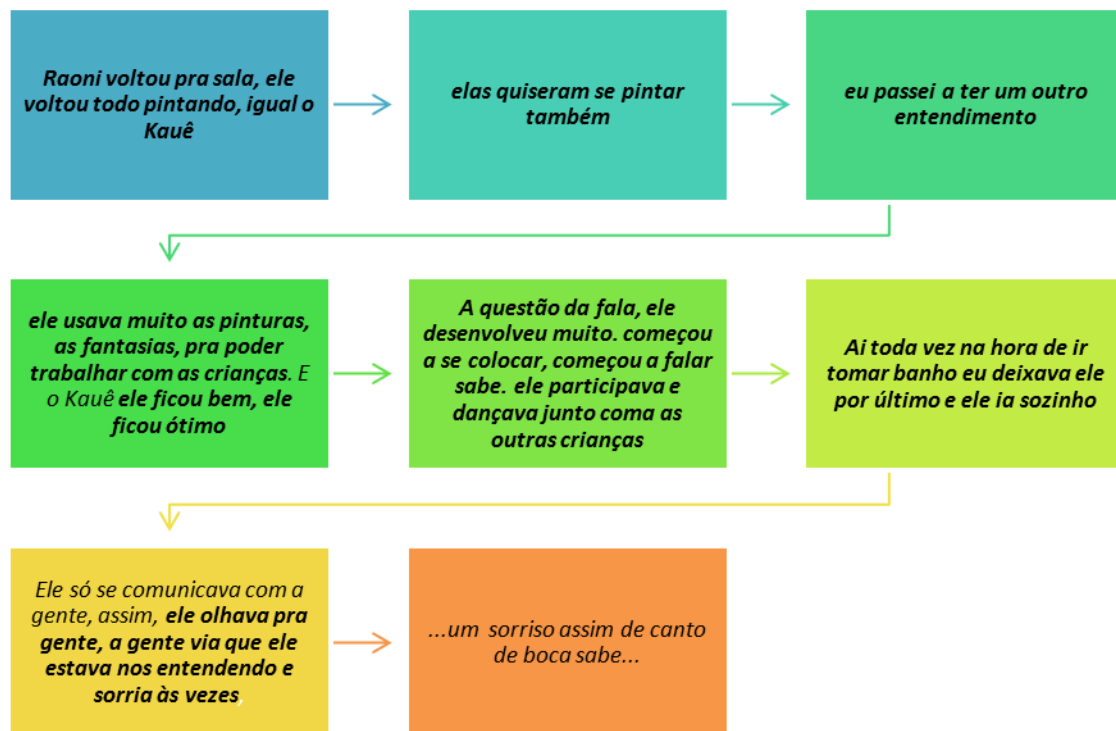 Raoni voltou pra sala, ele
voltou todo pintando, igual o
Kauê
elas quiseram se pintar
também
eu passei a ter um outro
entendimento
ele usava muito as pinturas,
as fantasias, pra poder
trabalhar com as crianças. E
o Kauê ele ficou bem, ele
ficou ótimo
A questão da fala, ele
desenvolveu muito. começou
a se colocar, começou a falar
sabe. ele participava e
dançava junto coma as
outras crianças
Ai toda vez na hora de ir
tomar banho eu deixava ele
por último e ele ia sozinho
Ele só se comunicava com a
gente, assim, ele olhava pra
gente, a gente via que ele
estava nos entendendo e
sorria às vezes,
...um sorriso assim de canto
de boca sabe...